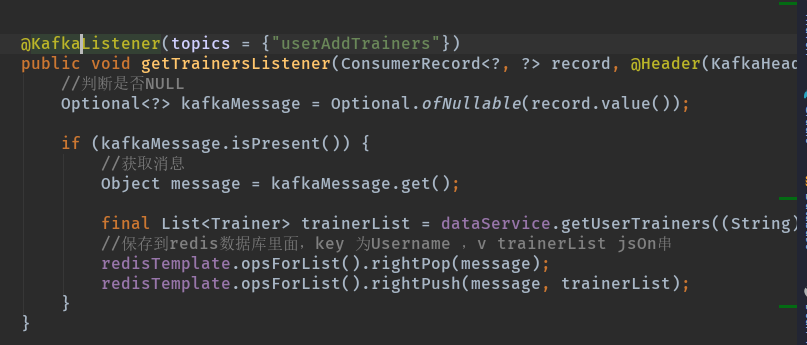 @KafkaListener(topics = {"userAddTrainers"})
public void getTrainersListener(ConsumerRecord<?, ?> record, @Header(KafkaHead
//判断是否NULL
Optional<?> kafkaMessage = Optional.ofNullable(record.value());
if (kafkaMessage.isPresent()) {
//获取消息
Object message = kafkaMessage.get();
final List<Trainer> trainerList = dataService.getUserTrainers((String)
//保存到redis数据库里面，key 为Username ，v trainerList jsOn串
redisTemplate.opsForList().rightPop(message);
redisTemplate.opsForList().rightPush(message, trainerList);
}
}